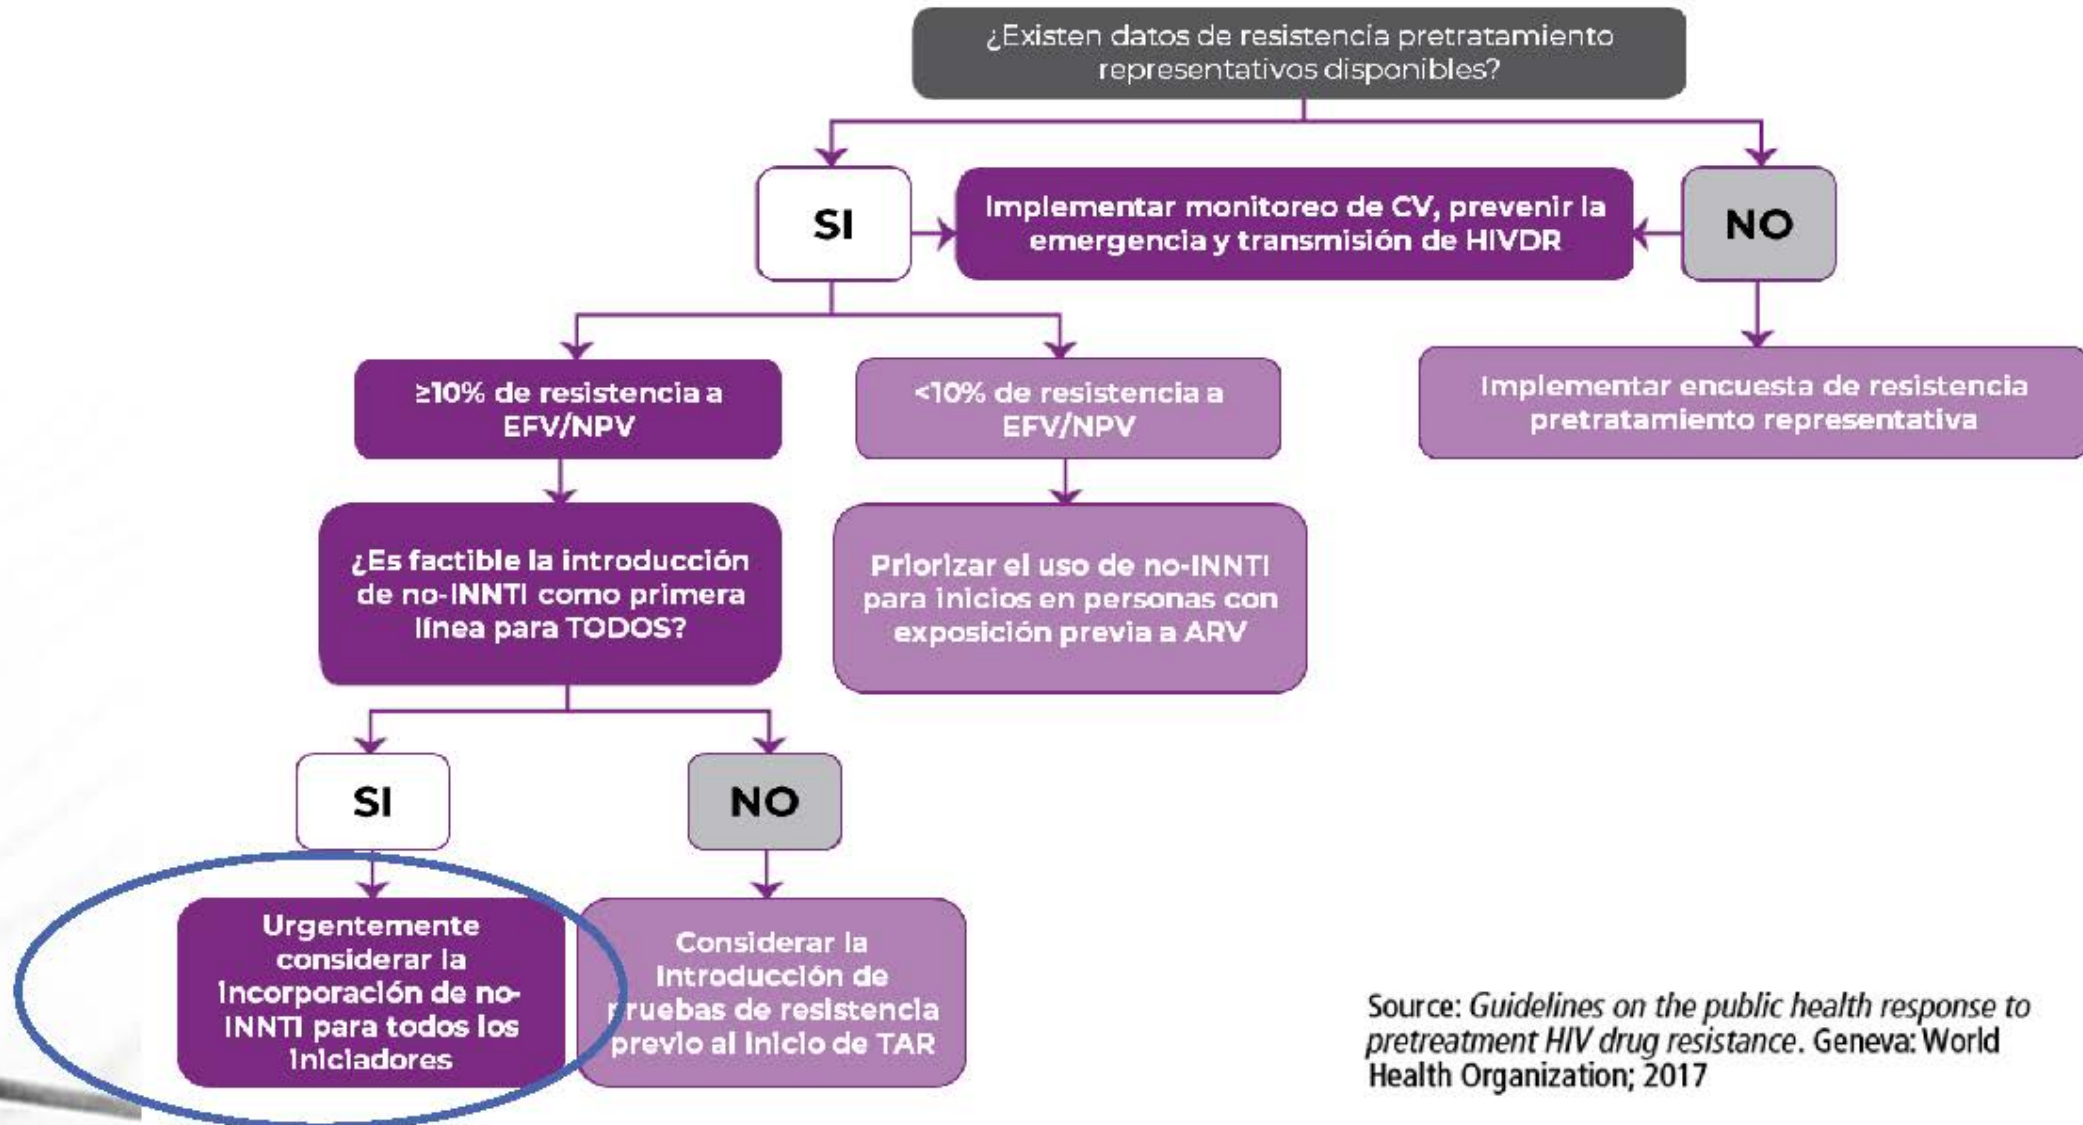 ¿Existen datos de resistencia pretratamiento
representativos disponibles?
SI
Implementar monitoreo de CV, prevenir la
emergencia y transmisión de HIVDR
NO
≥10% de resistencia a
EFV/NPV
<10% de resistencia a
EFV/NPV
Implementar encuesta de resistencia
pretratamiento representativa
¿Es factible la introducción
de no-INNTI como primera
línea para TODOS?
Priorizar el uso de no-INNTI
para inicios en personas con
exposición previa a ARV
SI
NO
Urgentemente
considerar la
incorporación de no-
INNTI para todos los
iniciadores
Considerar la
introducción de
pruebas de resistencia
previo al inicio de TAR
Source: Guidelines on the public health response to
pretreatment HIV drug resistance. Geneva: World
Health Organization; 2017